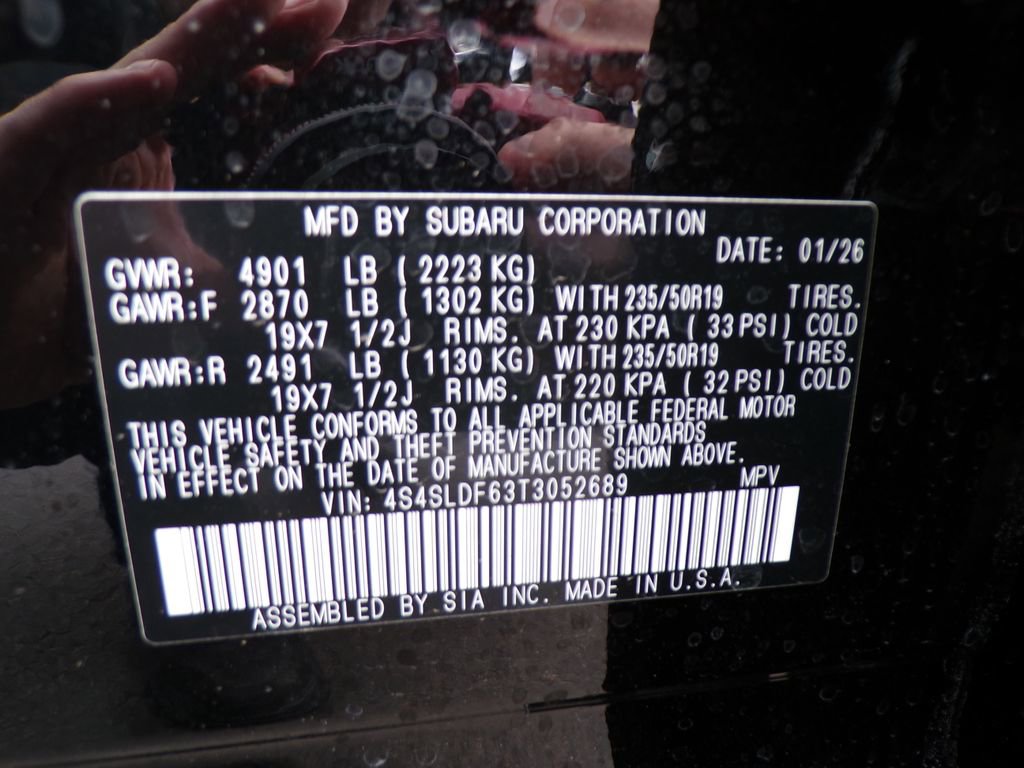 MFD BY SUBARU CORPORATION
DATE: 01/26
GVWR: 4901 LB (2223 KG)
GAWR:F 2870 LB (1302 KG) WITH 235/50R19 TIRES.
19X7 1/2J RIMS. AT 230 KPA (33 PSI) COLD
GAWR:R 2491 LB (1130 KG) WITH 235/50R19 TIRES.
19X7 1/2J RIMS. AT 220 KPA (32 PSI) COLD
THIS VEHICLE CONFORMS TO ALL APPLICABLE FEDERAL MOTOR
VEHICLE SAFETY AND THEFT PREVENTION STANDARDS
IN EFFECT ON THE DATE OF MANUFACTURE SHOWN ABOVE.
VIN: 4S4SLDF63T3052689 MPV
ASSEMBLED BY SIA INC. MADE IN U.S.A.